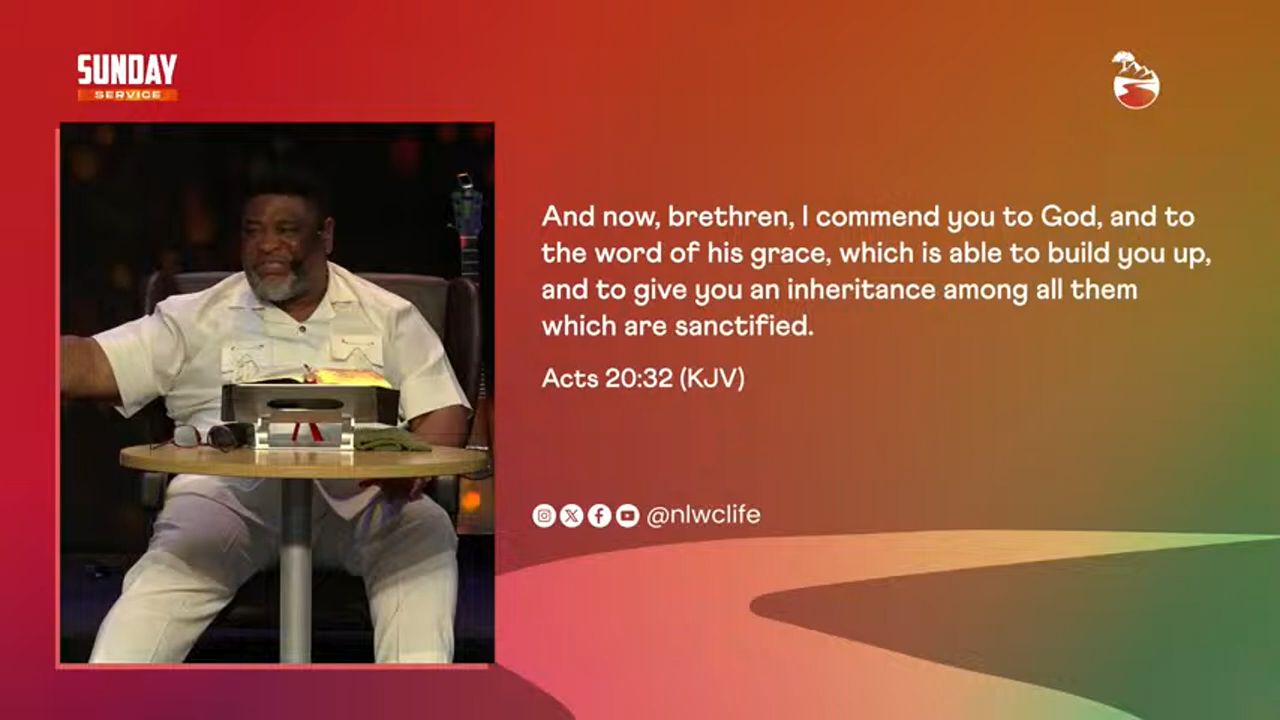 SUNDAY
SERVICE
And now, brethren, I commend you to God, and to
the word of his grace, which is able to build you up,
and to give you an inheritance among all them
which are sanctified.
Acts 20:32 (KJV)
@nlwclife